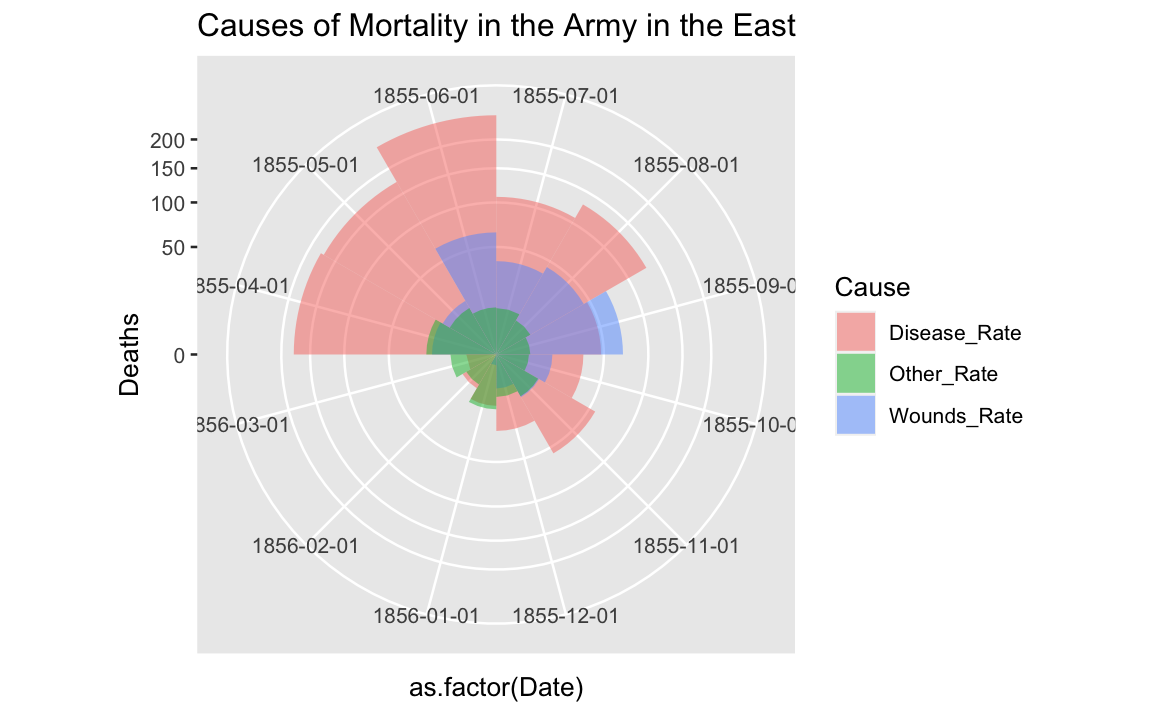 Causes of Mortality in the Army in the East
1855-06-01
1855-07-01
200
150
1855-05-01
1855-08-01
100
50
855-04-01
1855-09-0
0
Deaths
856-03-01
1855-10-0
1856-02-01
1855-11-01
1856-01-01
1855-12-01
as.factor(Date)
Cause
Disease_Rate
Other_Rate
Wounds_Rate